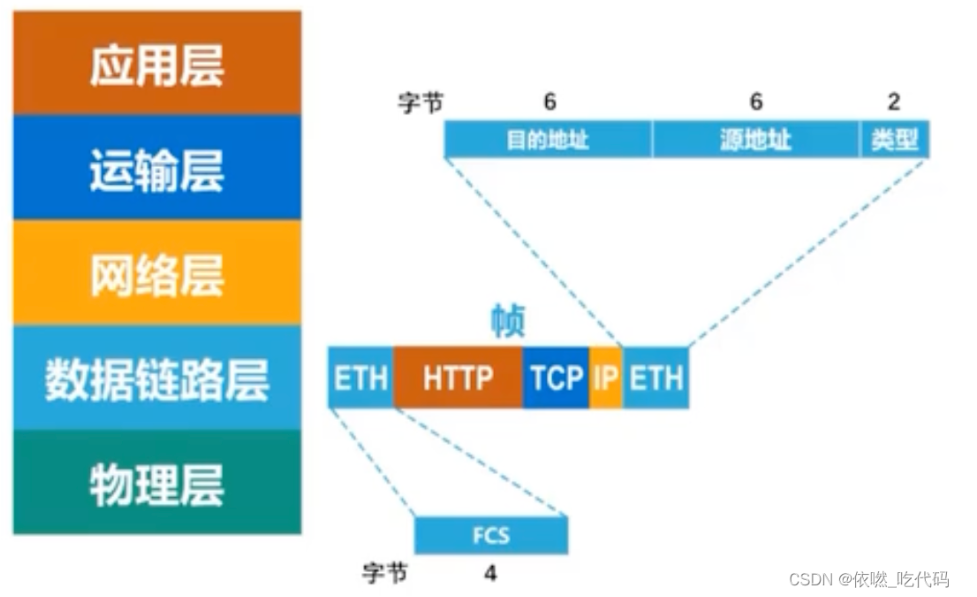 应用层
运输层
网络层
数据链路层
物理层
字节 6 6 2
目的地址 源地址 类型
帧
ETH HTTP TCP IP ETH
FCS
字节 4
CSDN @依燃_吃代码